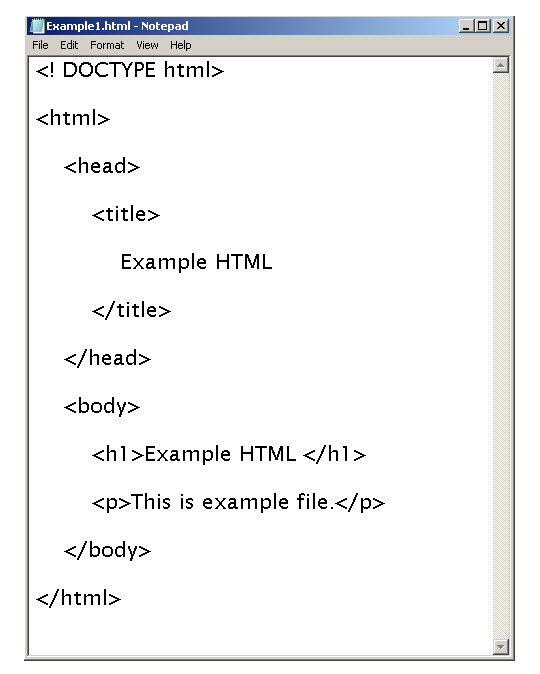 Example1.html - Notepad
File Edit Format View Help
<! DOCTYPE html>
<html>
<head>
<title>
Example HTML
</title>
</head>
<body>
<h1>Example HTML </h1>
<p>This is example file.</p>
</body>
</html>